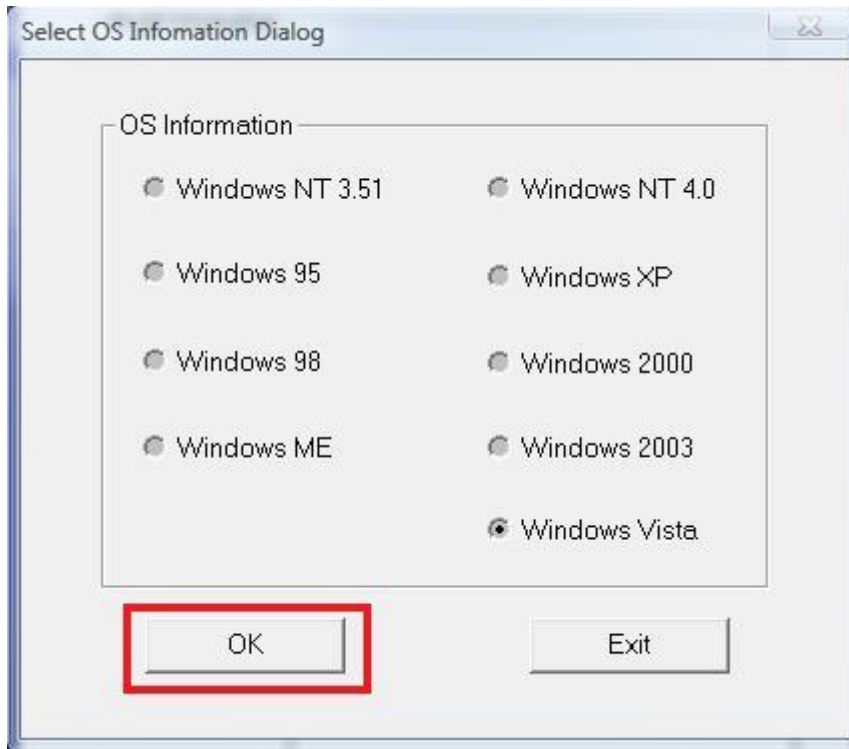 Select OS Infomation Dialog
OS Information
Windows NT 3.51
Windows NT 4.0
Windows 95
Windows XP
Windows 98
Windows 2000
Windows ME
Windows 2003
Windows Vista
OK
Exit